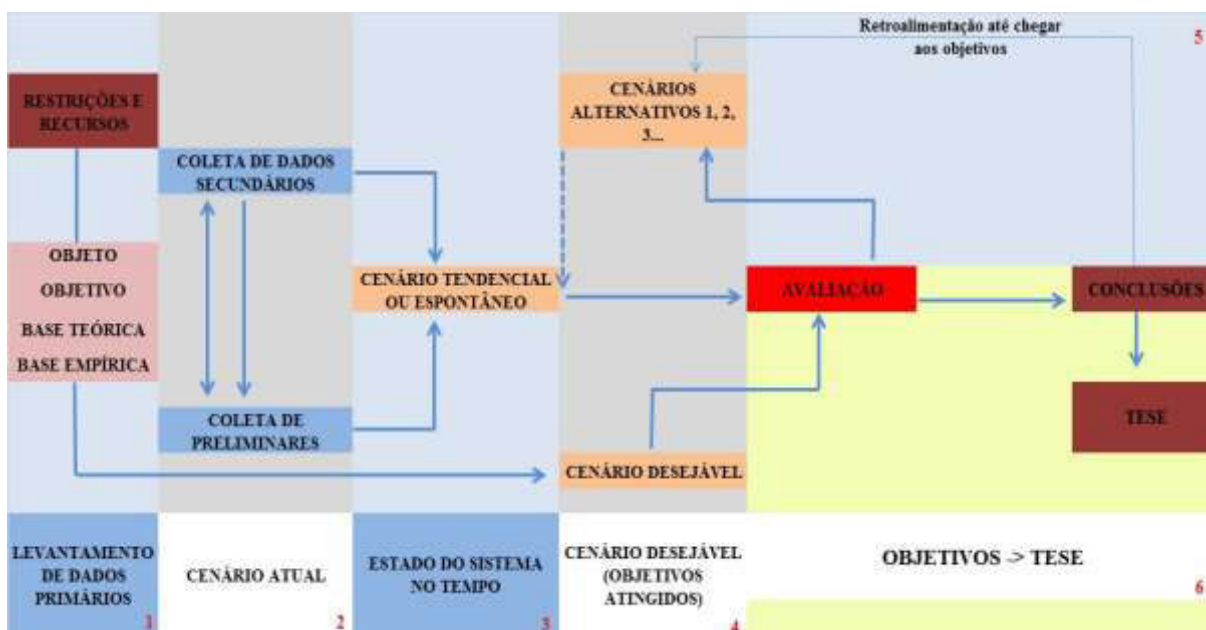 Retroalimentação até chegar
aos objetivos
5
RESTRIÇÕES E
RECURSOS
CENÁRIOS
ALTERNATIVOS 1, 2,
3...
COLETA DE DADOS
SECUNDÁRIOS
OBJETO
OBJETIVO
BASE TEÓRICA
BASE EMPÍRICA
CENÁRIO TENDENCIAL
OU ESPONTÂNEO
AVALIAÇÃO
CONCLUSÕES
COLETA DE
PRELIMINARES
CENÁRIO DESEJÁVEL
TESE
LEVANTAMENTO
DE DADOS
PRIMÁRIOS
1
CENÁRIO ATUAL
2
ESTADO DO SISTEMA
NO TEMPO
3
CENÁRIO DESEJÁVEL
(OBJETIVOS
ATINGIDOS)
4
OBJETIVOS -> TESE
6